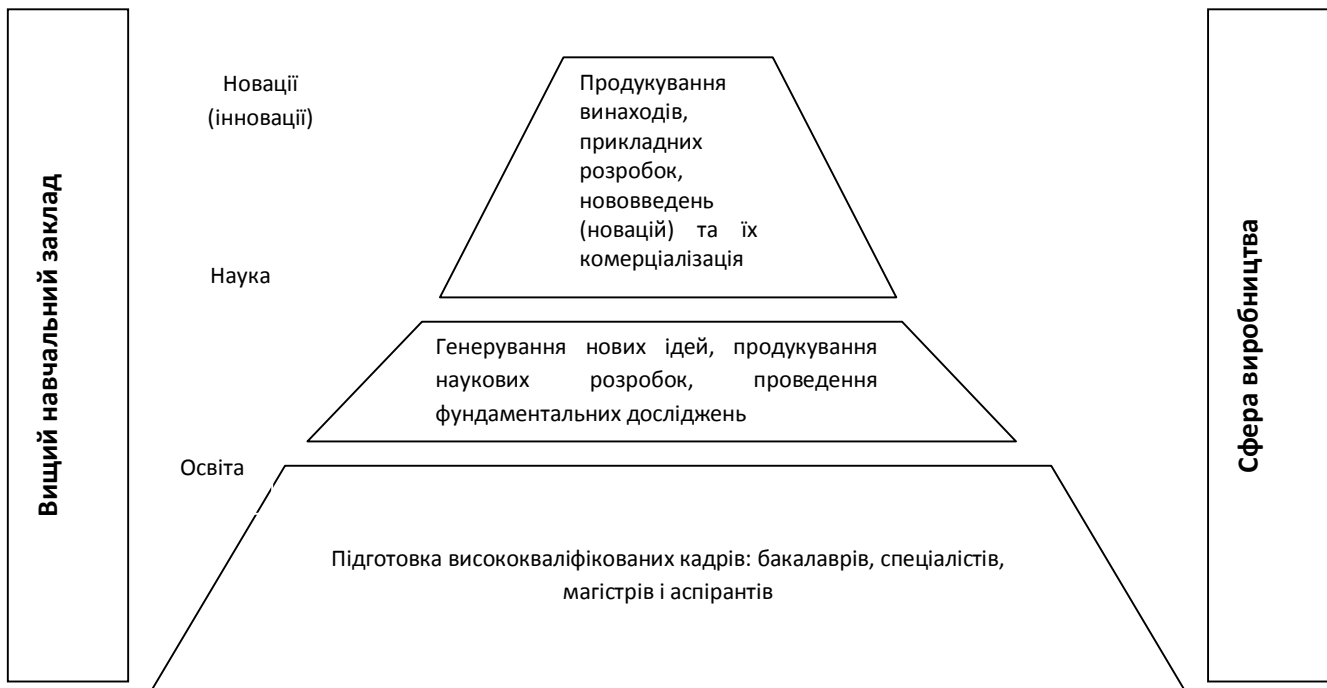 Вищий навчальний заклад
Новації
(інновації)
Продукування
винаходів,
прикладних
розробок,
нововведень
(новацій) та їх
комерціалізація
Наука
Генерування нових ідей, продукування
наукових розробок, проведення
фундаментальних досліджень
Освіта
Підготовка висококваліфікованих кадрів: бакалаврів, спеціалістів,
магістрів і аспірантів
Сфера виробництва